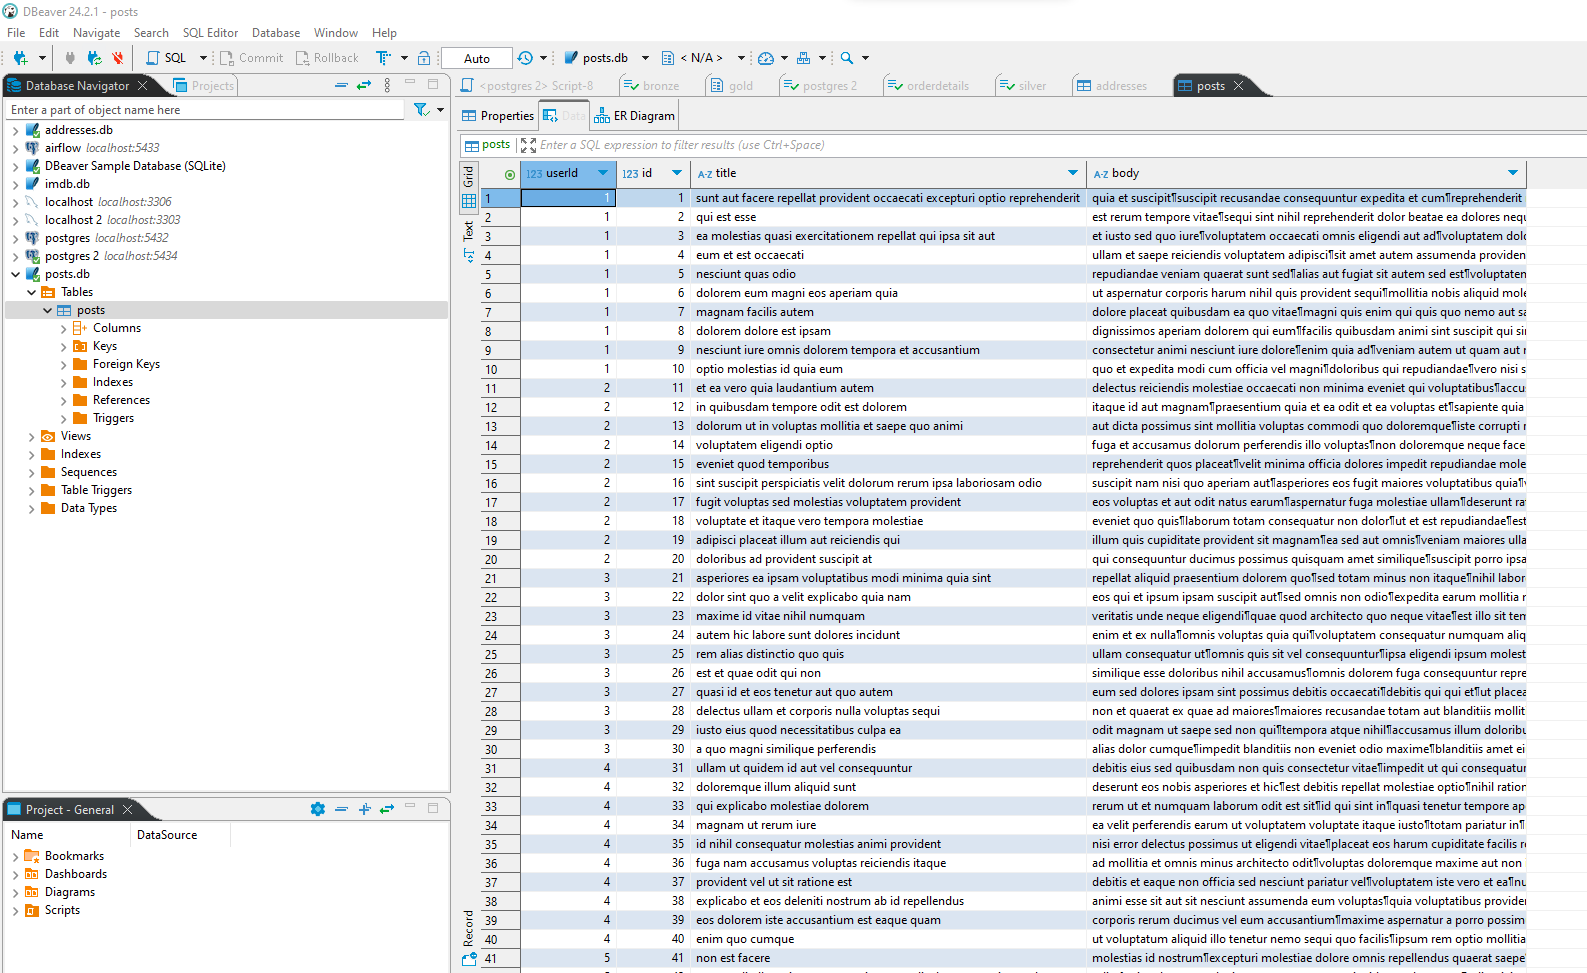 DBeaver 24.2.1 - posts
File Edit Navigate Search SQL Editor Database Window Help
SQL Commit Rollback Auto posts.db < N/A >
Database Navigator Projects
Enter a part of object name here
addresses.db
airflow localhost:5433
DBeaver Sample Database (SQLite)
imdb.db
localhost localhost:3306
localhost 2 localhost:3303
postgres localhost:5432
postgres 2 localhost:5434
posts.db
Tables
posts
Columns
Keys
Foreign Keys
Indexes
References
Triggers
Views
Indexes
Sequences
Table Triggers
Data Types
Project - General
Name DataSource
Bookmarks
Dashboards
Diagrams
Scripts
<postgres 2> Script-8 bronze gold postgres 2 orderdetails silver addresses posts
Properties Data ER Diagram
posts Enter a SQL expression to filter results (use Ctrl+Space)
Grid
Text
Record
123 userId 123 id A-Z title A-Z body
1 1 1 sunt aut facere repellat provident occaecati excepturi optio reprehenderit quia et suscipit¶suscipit recusandae consequuntur expedita et cum¶reprehenderit
2 1 2 qui est esse est rerum tempore vitae¶sequi sint nihil reprehenderit dolor beatae ea dolores neq
3 1 3 ea molestias quasi exercitationem repellat qui ipsa sit aut et iusto sed quo iure¶voluptatem occaecati omnis eligendi aut ad¶voluptatem dol
4 1 4 eum et est occaecati ullam et saepe reiciendis voluptatem adipisci¶sit amet autem assumenda providen
5 1 5 nesciunt quas odio repudiandae veniam quaerat sunt sed¶alias aut fugiat sit autem sed est¶voluptatem
6 1 6 dolorem eum magni eos aperiam quia ut aspernatur corporis harum nihil quis provident sequi¶mollitia nobis aliquid mol
7 1 7 magnam facilis autem dolore placeat quibusdam ea quo vitae¶magni quis enim qui quis quo nemo aut sa
8 1 8 dolorem dolore est ipsam dignissimos aperiam dolorem qui eum¶facilis quibusdam animi sint suscipit qui si
9 1 9 nesciunt iure omnis dolorem tempora et accusantium consectetur animi nesciunt iure dolore¶enim quia ad¶veniam autem ut quam aut
10 1 10 optio molestias id quia eum quo et expedita modi cum officia vel magni¶doloribus qui repudiandae¶vero nisi s
11 2 11 et ea vero quia laudantium autem delectus reiciendis molestiae occaecati non minima eveniet qui voluptatibus¶accu
12 2 12 in quibusdam tempore odit est dolorem itaque id aut magnam¶praesentium quia et ea odit et ea voluptas et¶sapiente quia
13 2 13 dolorum ut in voluptas mollitia et saepe quo animi aut dicta possimus sint mollitia voluptas commodi quo doloremque¶iste corrupti
14 2 14 voluptatem eligendi optio fuga et accusamus dolorum perferendis illo voluptas¶non doloremque neque face
15 2 15 eveniet quod temporibus reprehenderit quos placeat¶velit minima officia dolores impedit repudiandae mole
16 2 16 sint suscipit perspiciatis velit dolorum rerum ipsa laboriosam odio suscipit nam nisi quo aperiam aut¶asperiores eos fugit maiores voluptatibus quia¶
17 2 17 fugit voluptas sed molestias voluptatem provident eos voluptas et aut odit natus earum¶aspernatur fuga molestiae ullam¶deserunt ra
18 2 18 voluptate et itaque vero tempora molestiae eveniet quo quis¶laborum totam consequatur non dolor¶ut et est repudiandae¶est
19 2 19 adipisci placeat illum aut reiciendis qui illum quis cupiditate provident sit magnam¶ea sed aut omnis¶veniam maiores ulla
20 2 20 doloribus ad provident suscipit at qui consequuntur ducimus possimus quisquam amet similique¶suscipit porro ipsa
21 3 21 asperiores ea ipsam voluptatibus modi minima quia sint repellat aliquid praesentium dolorem quo¶sed totam minus non itaque¶nihil labor
22 3 22 dolor sint quo a velit explicabo quia nam eos qui et ipsum ipsam suscipit aut¶sed omnis non odio¶expedita earum mollitia
23 3 23 maxime id vitae nihil numquam veritatis unde neque eligendi¶quae quod architecto quo neque vitae¶est illo sit tem
24 3 24 autem hic labore sunt dolores incidunt enim et ex nulla¶omnis voluptas quia qui¶voluptatem consequatur numquam aliq
25 3 25 rem alias distinctio quo quis ullam consequatur ut¶omnis quis sit vel consequuntur¶ipsa eligendi ipsum molest
26 3 26 est et quae odit qui non similique esse doloribus nihil accusamus¶omnis dolorem fuga consequuntur repre
27 3 27 quasi id et eos tenetur aut quo autem eum sed dolores ipsam sint possimus debitis occaecati¶debitis qui qui et¶ut placea
28 3 28 delectus ullam et corporis nulla voluptas sequi non et quaerat ex quae ad maiores¶maiores recusandae totam aut blanditiis mollit
29 3 29 iusto eius quod necessitatibus culpa ea odit magnam ut saepe sed non qui¶tempora atque nihil¶accusamus illum doloribu
30 3 30 a quo magni similique perferendis alias dolor cumque¶impedit blanditiis non eveniet odio maxime¶blanditiis amet ei
31 4 31 ullam ut quidem id aut vel consequuntur debitis eius sed quibusdam non quis consectetur vitae¶impedit ut qui consequatur
32 4 32 doloremque illum aliquid sunt deserunt eos nobis asperiores et hic¶est debitis repellat molestiae optio¶nihil ration
33 4 33 qui explicabo molestiae dolorem rerum ut et numquam laborum odit est sit¶id qui sint in¶quasi tenetur tempore ap
34 4 34 magnam ut rerum iure ea velit perferendis earum ut voluptatem voluptate itaque iusto¶totam pariatur in¶
35 4 35 id nihil consequatur molestias animi provident nisi error delectus possimus ut eligendi vitae¶placeat eos harum cupiditate facilis r
36 4 36 fuga nam accusamus voluptas reiciendis itaque ad mollitia et omnis minus architecto odit¶voluptas doloremque maxime aut non
37 4 37 provident vel ut sit ratione est debitis et eaque non officia sed nesciunt pariatur vel¶voluptatem iste vero et ea¶nu
38 4 38 explicabo et eos deleniti nostrum ab id repellendus animi esse sit aut sit nesciunt assumenda eum voluptas¶quia voluptatibus provide
39 4 39 eos dolorem iste accusantium est eaque quam corporis rerum ducimus vel eum accusantium¶maxime aspernatur a porro possim
40 4 40 enim quo cumque ut voluptatum aliquid illo tenetur nemo sequi quo facilis¶ipsum rem optio mollitia
41 5 41 non est facere molestias id nostrum¶excepturi molestiae dolore omnis repellendus quaerat saepe